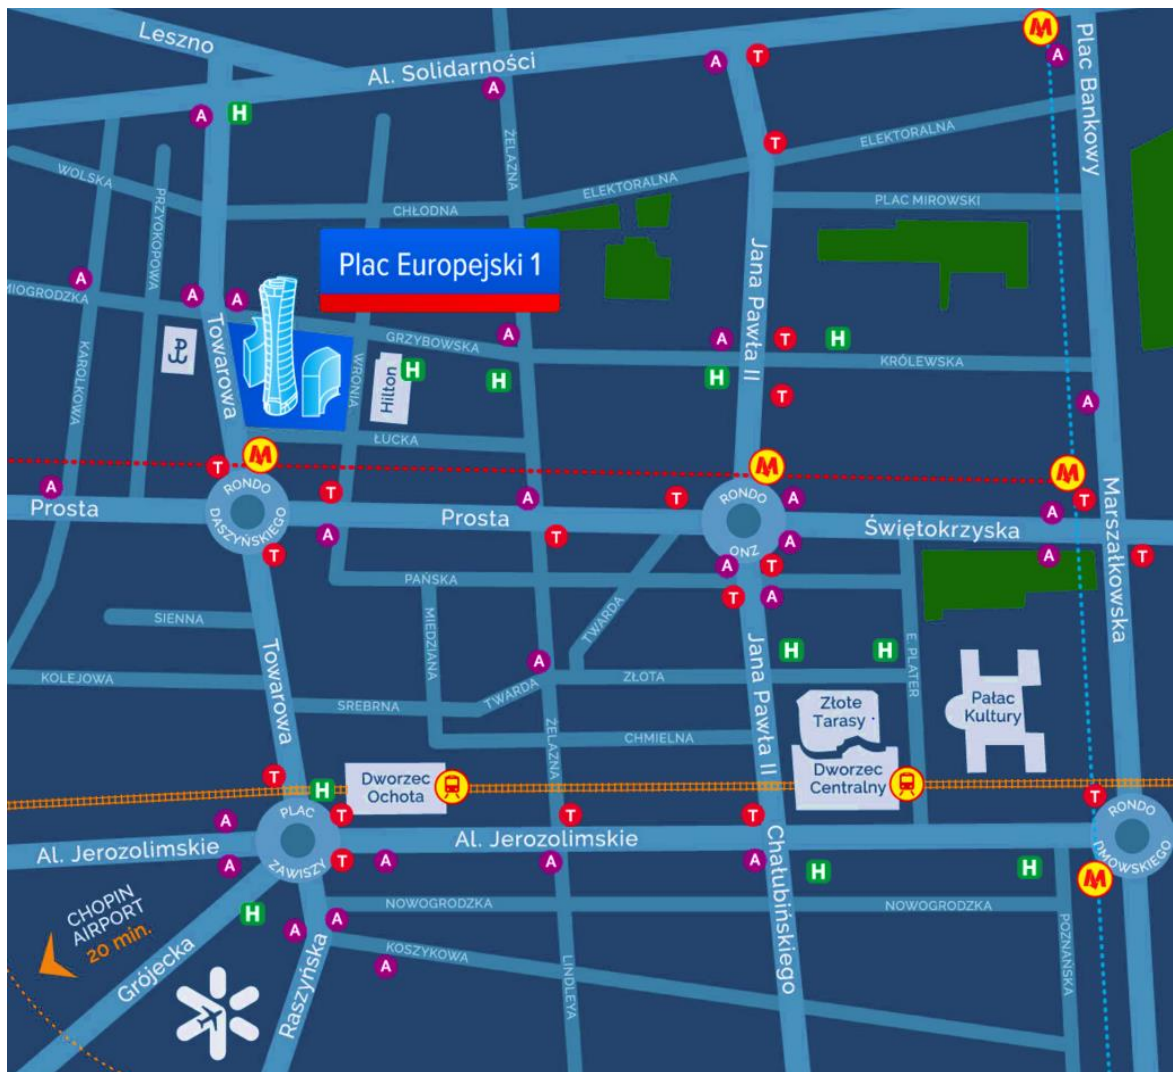 Leszno
Al. Solidarności
Plac Bankowy
M
A
T
A
A
A
H
T
ŻELAZNA
ELEKTORALNA
ELEKTORALNA
WOLSKA
PRZYOKOPOWA
CHŁODNA
PLAC MIROWSKI
Plac Europejski 1
Jana Pawła II
A
A
A
MIOGRODZKA
Towarowa
GRZYBOWSKA
A
H
H
H
A
T
H
KRÓLEWSKA
KAROLKOWA
WRONIA
Hilton
T
A
ŁUCKA
T
M
M
M
A
Prosta
RONDO
DASZYŃSKIEGO
T
Prosta
A
T
RONDO
ONZ
A
Świętokrzyska
A
T
Marszałkowska
T
A
T
A
A
T
A
T
A
PAŃSKA
SIENNA
MIEDZIANA
TWARDA
E. PLATER
Towarowa
KOLEJOWA
A
ZŁOTA
H
H
Jana Pawła II
SREBRNA
TWARDA
ŻELAZNA
CHMIELNA
Złote
Tarasy
Pałac
Kultury
T
H
Dworzec
Ochota
Dworzec
Centralny
A
T
T
T
T
PLAC
ZAWISZY
Al. Jerozolimskie
Al. Jerozolimskie
RONDO
DMOWSKIEGO
A
T
A
A
A
H
H
M
CHOPIN
AIRPORT
20 min.
H
A
A
NOWOGRODZKA
NOWOGRODZKA
Chałubińskiego
KOSZYKOWA
A
LINDLEYA
POZNAŃSKA
Grójecka
Raszyńska